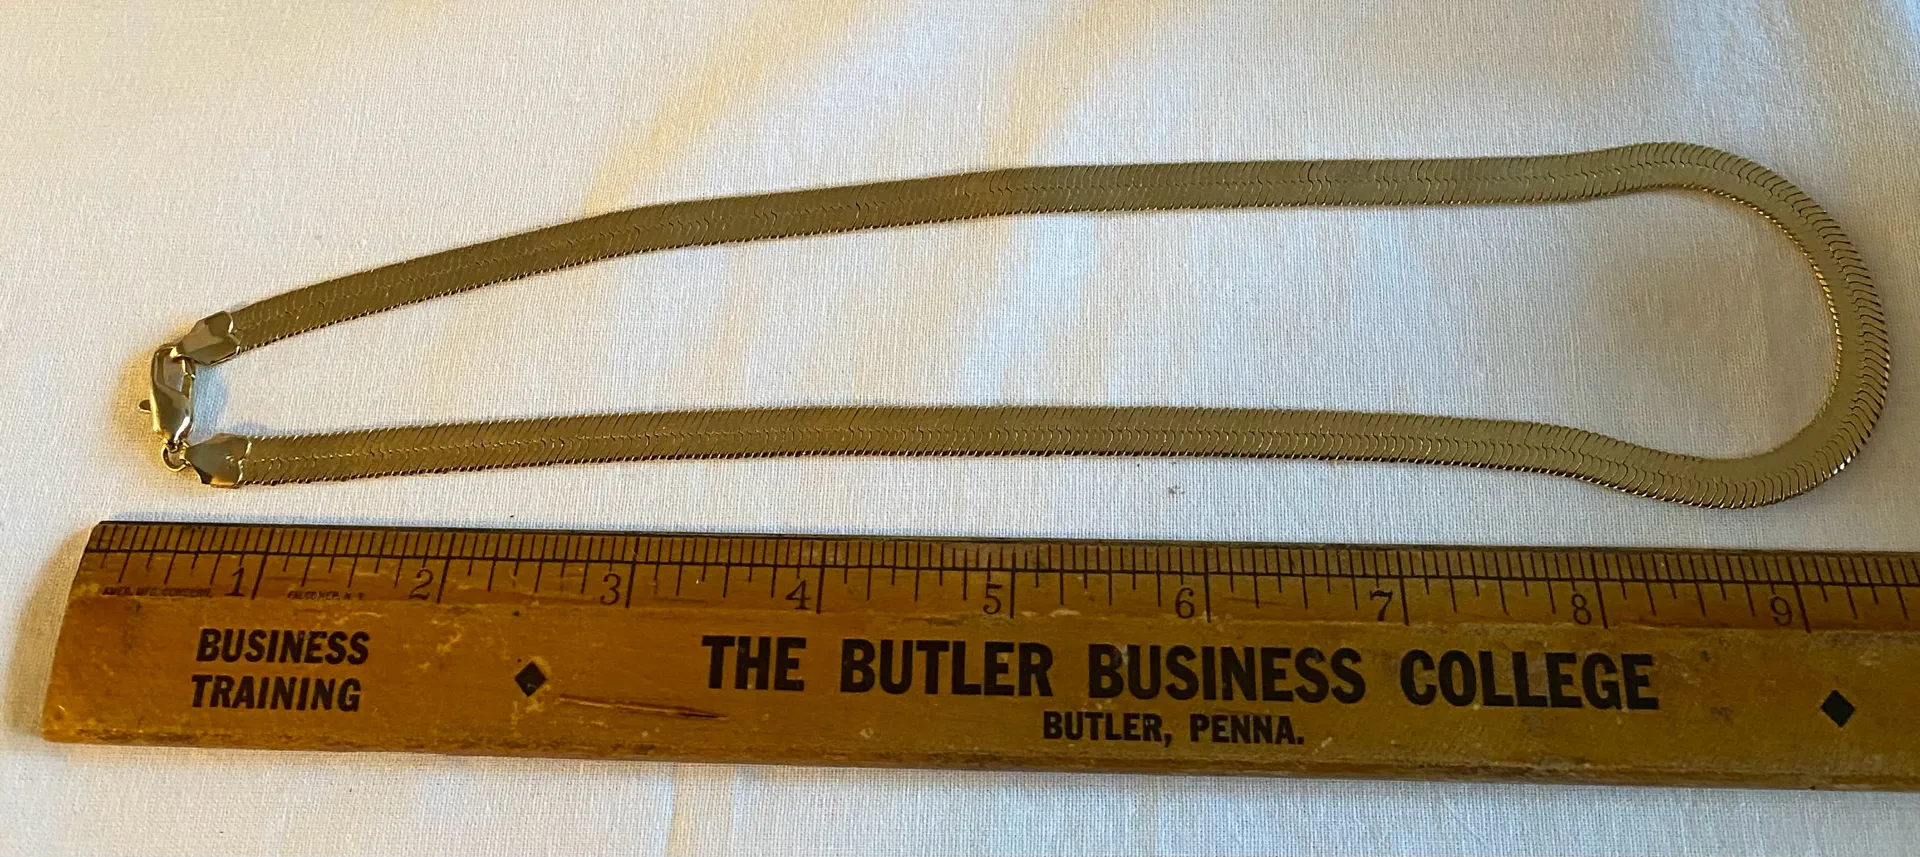 1 2 3 4 5 6 7 8 9
BUSINESS
TRAINING
THE BUTLER BUSINESS COLLEGE
BUTLER, PENNA.